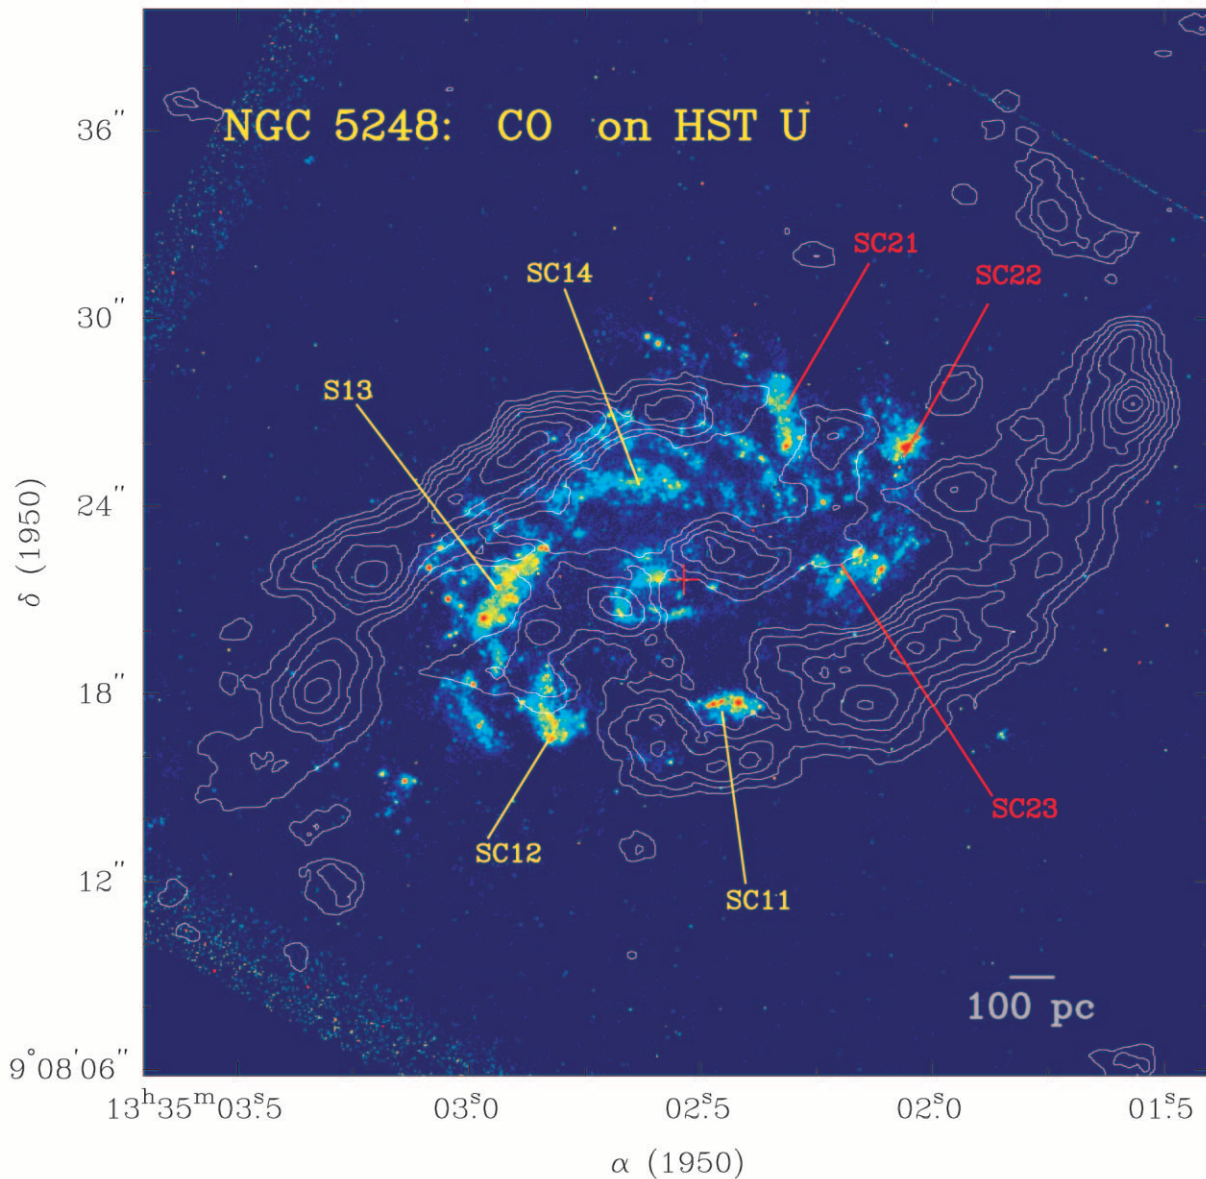 NGC 5248: CO on HST U
36"
SC21
SC14
SC22
30"
S13
24"
δ (1950)
18"
SC23
SC12
12"
SC11
100 pc
9°08'06"
13ʰ35ᵐ03ˢ.5 03ˢ.0 02ˢ.5 02ˢ.0 01ˢ.5
α (1950)